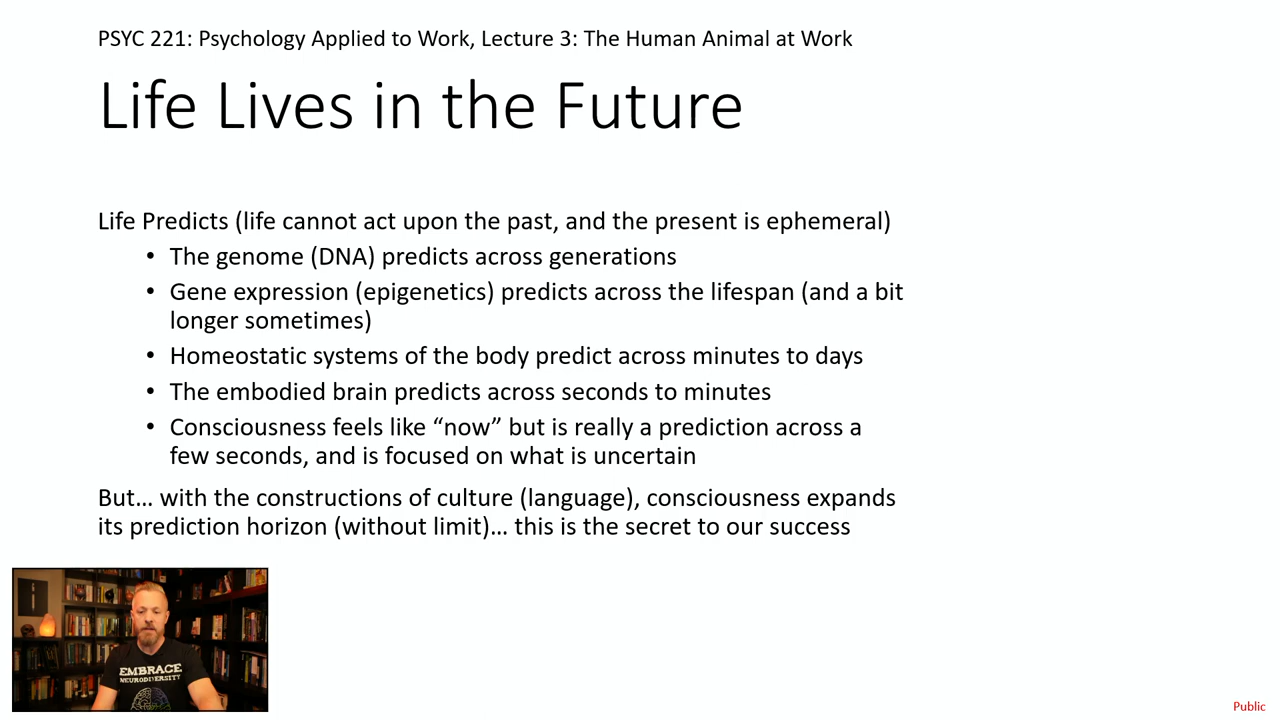 PSYC 221: Psychology Applied to Work, Lecture 3: The Human Animal at Work
Life Lives in the Future
Life Predicts (life cannot act upon the past, and the present is ephemeral)
• The genome (DNA) predicts across generations
• Gene expression (epigenetics) predicts across the lifespan (and a bit
longer sometimes)
• Homeostatic systems of the body predict across minutes to days
• The embodied brain predicts across seconds to minutes
• Consciousness feels like “now” but is really a prediction across a
few seconds, and is focused on what is uncertain
But… with the constructions of culture (language), consciousness expands
its prediction horizon (without limit)… this is the secret to our success
EMBRACE
NEURODIVERSITY
Public